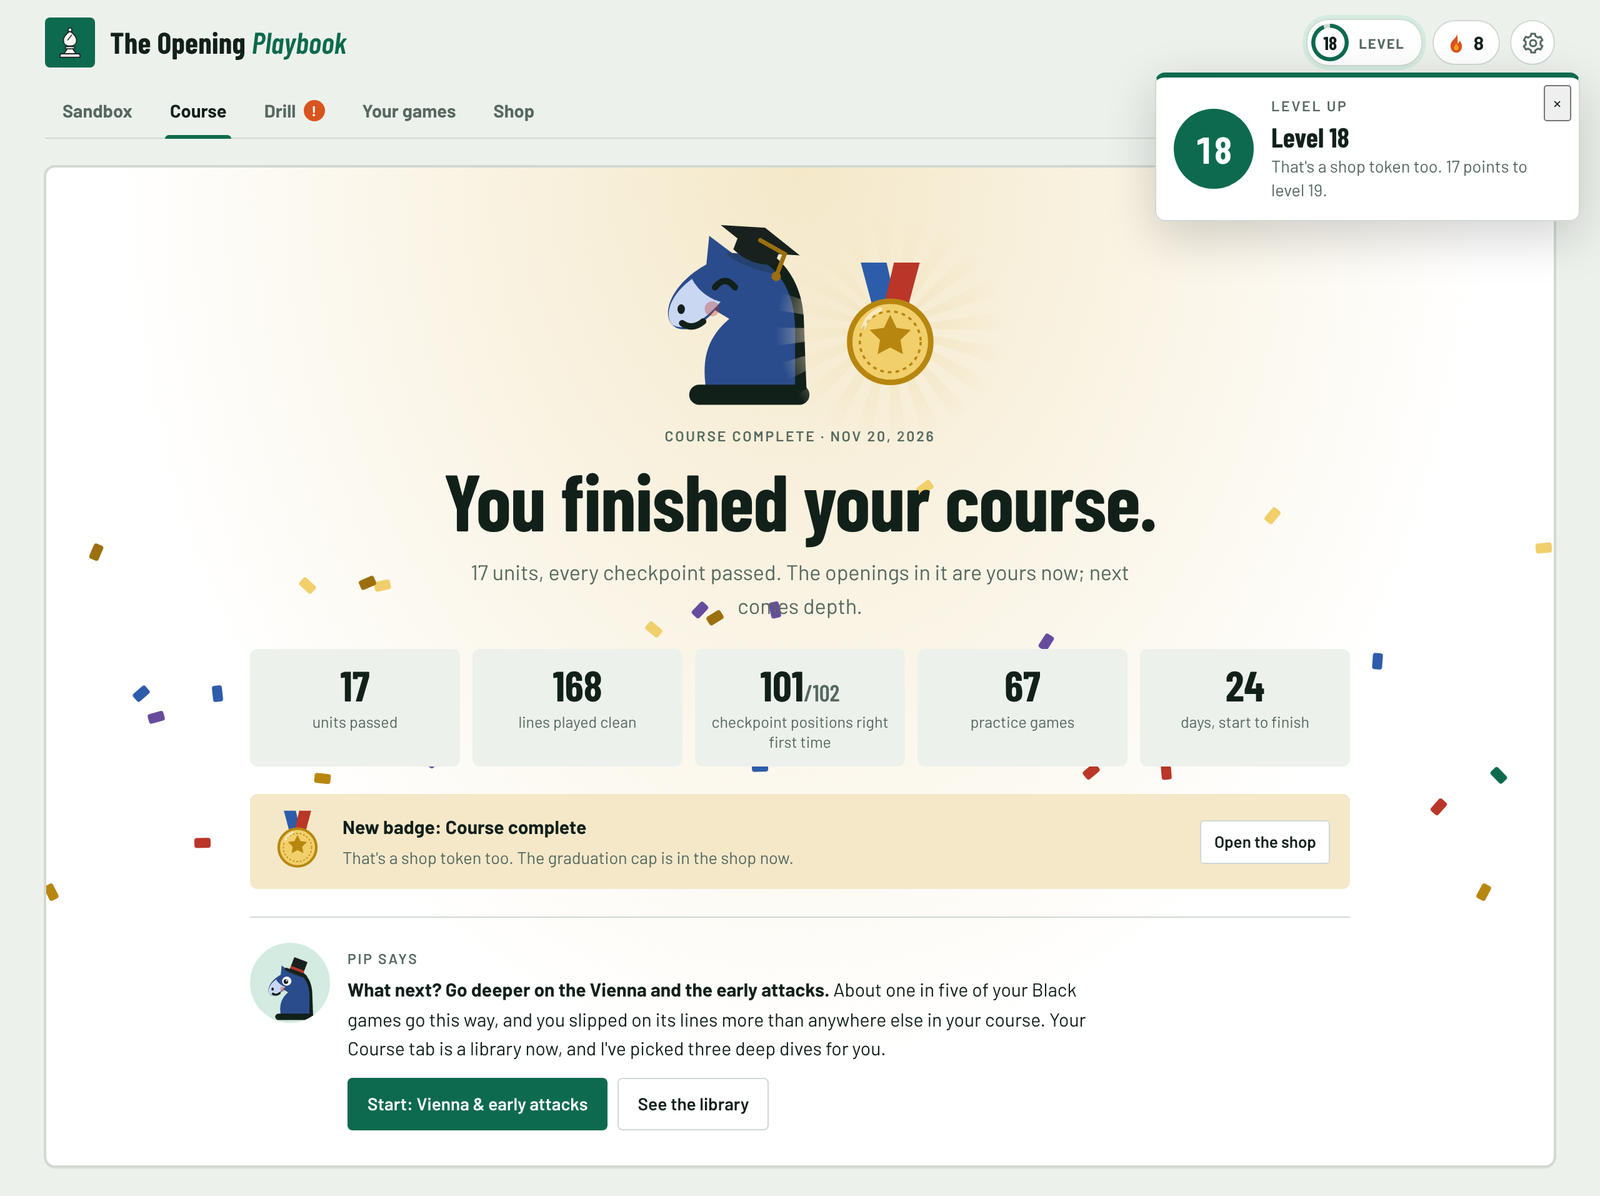 The Opening Playbook
18 LEVEL
8
Sandbox
Course
Drill !
Your games
Shop
18
LEVEL UP
×
Level 18
That's a shop token too. 17 points to
level 19.
COURSE COMPLETE · NOV 20, 2026
You finished your course.
17 units, every checkpoint passed. The openings in it are yours now; next
comes depth.
17
units passed
168
lines played clean
101/102
checkpoint positions right
first time
67
practice games
24
days, start to finish
New badge: Course complete
That's a shop token too. The graduation cap is in the shop now.
Open the shop
PIP SAYS
What next? Go deeper on the Vienna and the early attacks. About one in five of your Black
games go this way, and you slipped on its lines more than anywhere else in your course. Your
Course tab is a library now, and I've picked three deep dives for you.
Start: Vienna & early attacks
See the library